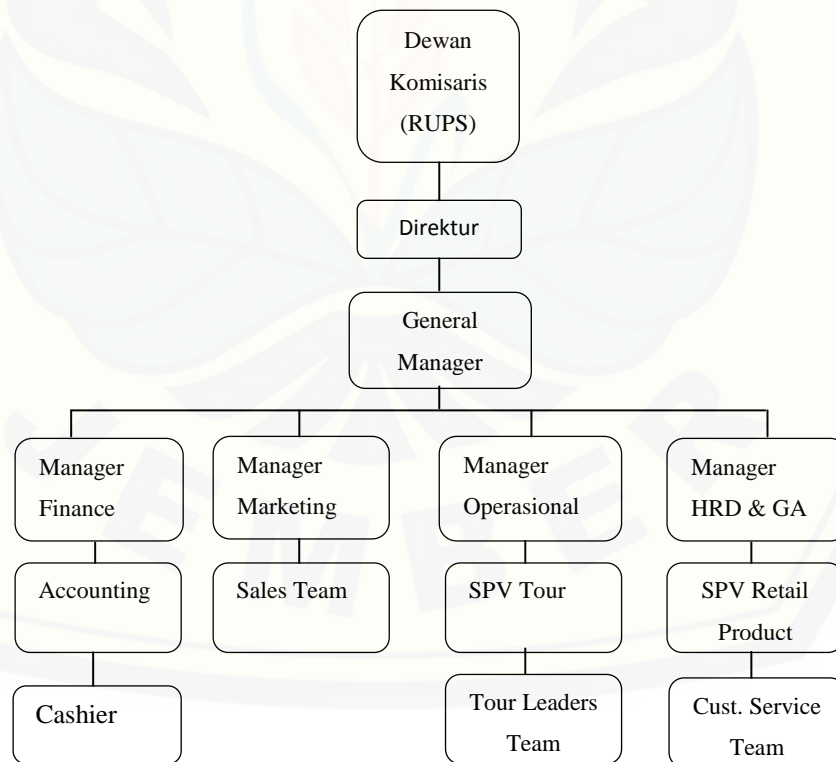 Dewan
Komisaris
(RUPS)
Direktur
General
Manager
Manager
Finance
Manager
Marketing
Manager
Operasional
Manager
HRD & GA
Accounting
Sales Team
SPV Tour
SPV Retail
Product
Cashier
Tour Leaders
Team
Cust. Service
Team
JEMBER